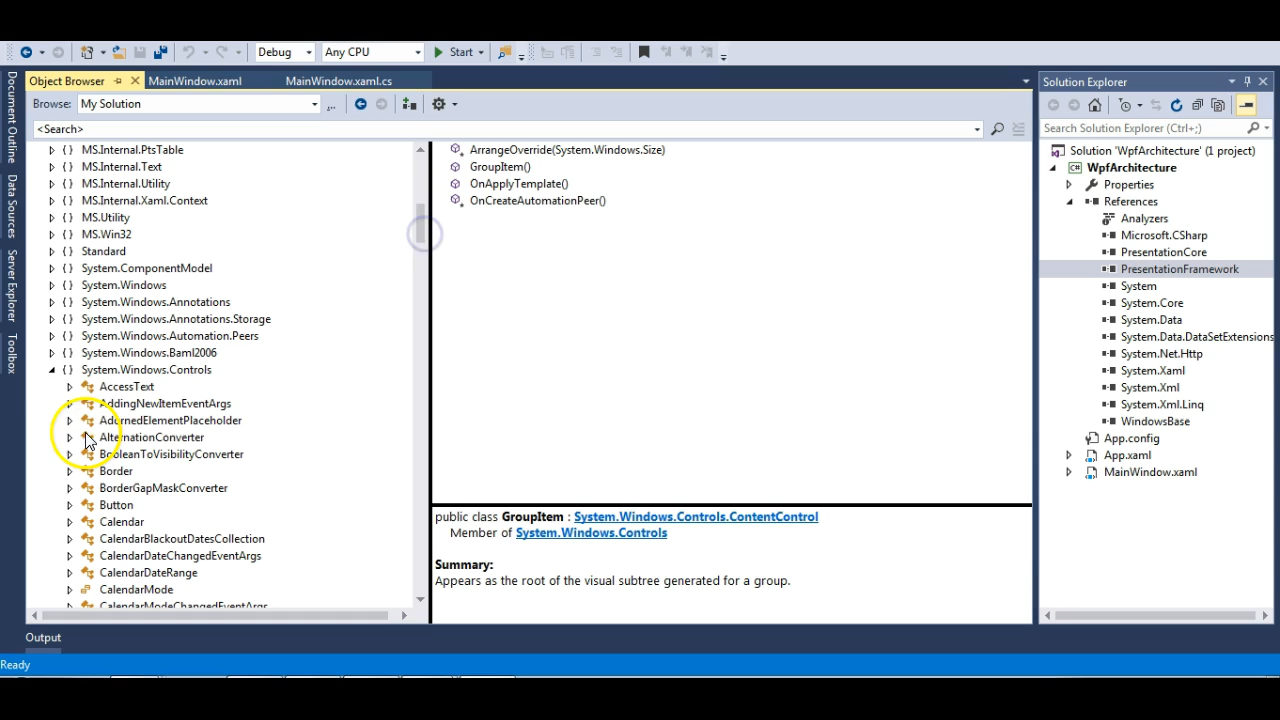 Debug
Any CPU
Start
Document Outline
Data Sources
Server Explorer
Toolbox
Object Browser
MainWindow.xaml
MainWindow.xaml.cs
Browse:
My Solution
...
<Search>
MS.Internal.PtsTable
MS.Internal.Text
MS.Internal.Utility
MS.Internal.Xaml.Context
MS.Utility
MS.Win32
Standard
System.ComponentModel
System.Windows
System.Windows.Annotations
System.Windows.Annotations.Storage
System.Windows.Automation.Peers
System.Windows.Baml2006
System.Windows.Controls
AccessText
AddingNewItemEventArgs
AdornedElementPlaceholder
AlternationConverter
BooleanToVisibilityConverter
Border
BorderGapMaskConverter
Button
Calendar
CalendarBlackoutDatesCollection
CalendarDateChangedEventArgs
CalendarDateRange
CalendarMode
CalendarModeChangedEventArgs
ArrangeOverride(System.Windows.Size)
GroupItem()
OnApplyTemplate()
OnCreateAutomationPeer()
public class GroupItem : System.Windows.Controls.ContentControl
Member of System.Windows.Controls
Summary:
Appears as the root of the visual subtree generated for a group.
Solution Explorer
Search Solution Explorer (Ctrl+;)
Solution 'WpfArchitecture' (1 project)
WpfArchitecture
Properties
References
Analyzers
Microsoft.CSharp
PresentationCore
PresentationFramework
System
System.Core
System.Data
System.Data.DataSetExtensions
System.Net.Http
System.Xaml
System.Xml
System.Xml.Linq
WindowsBase
App.config
App.xaml
MainWindow.xaml
Output
Ready